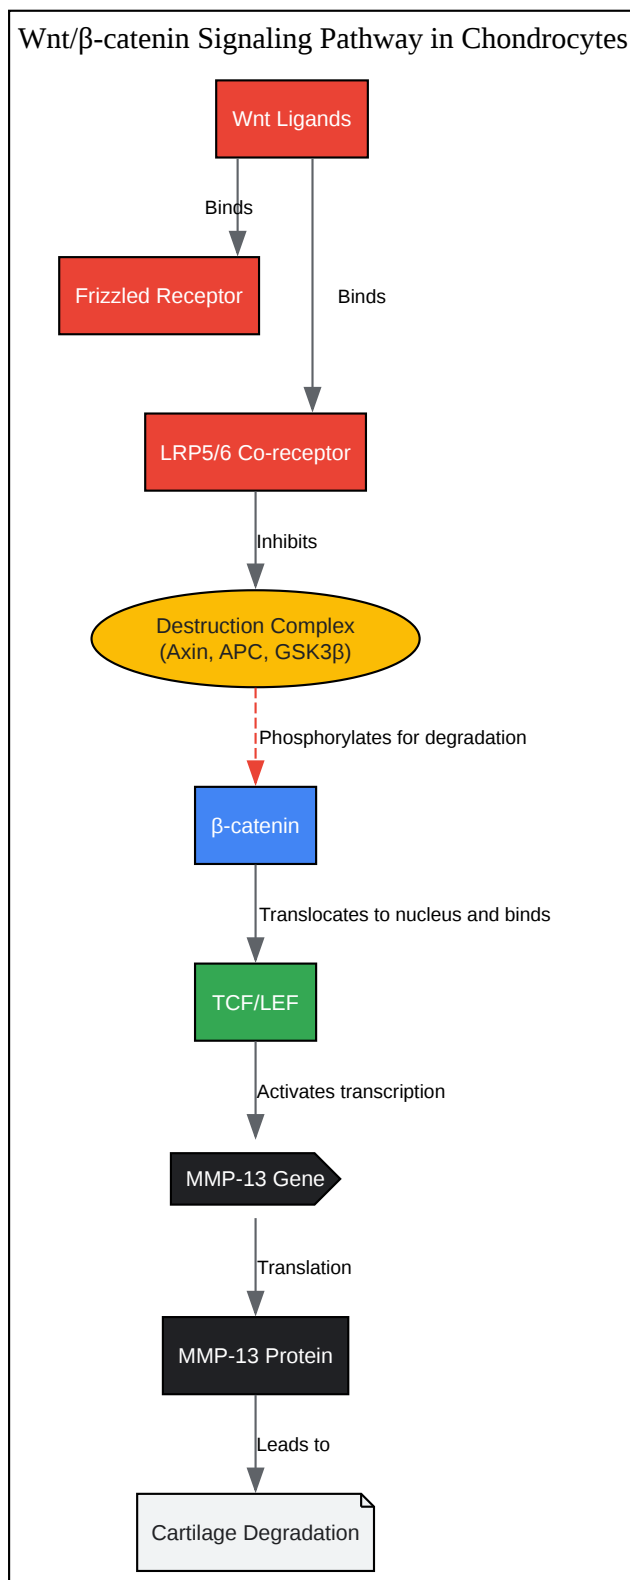 Wnt/β-catenin Signaling Pathway in Chondrocytes
Wnt Ligands
Binds
Frizzled Receptor
Binds
LRP5/6 Co-receptor
Inhibits
Destruction Complex
(Axin, APC, GSK3β)
Phosphorylates for degradation
β-catenin
Translocates to nucleus and binds
TCF/LEF
Activates transcription
MMP-13 Gene
Translation
MMP-13 Protein
Leads to
Cartilage Degradation